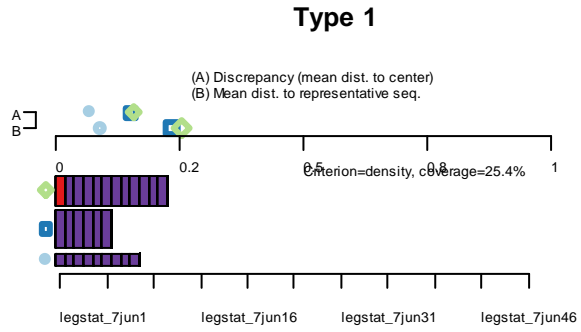 Type 1
(A) Discrepancy (mean dist. to center)
(B) Mean dist. to representative seq.
A
B
0 0.2 0.5 0.8 1
Criterion=density, coverage=25.4%
legstat_7jun1 legstat_7jun16 legstat_7jun31 legstat_7jun46